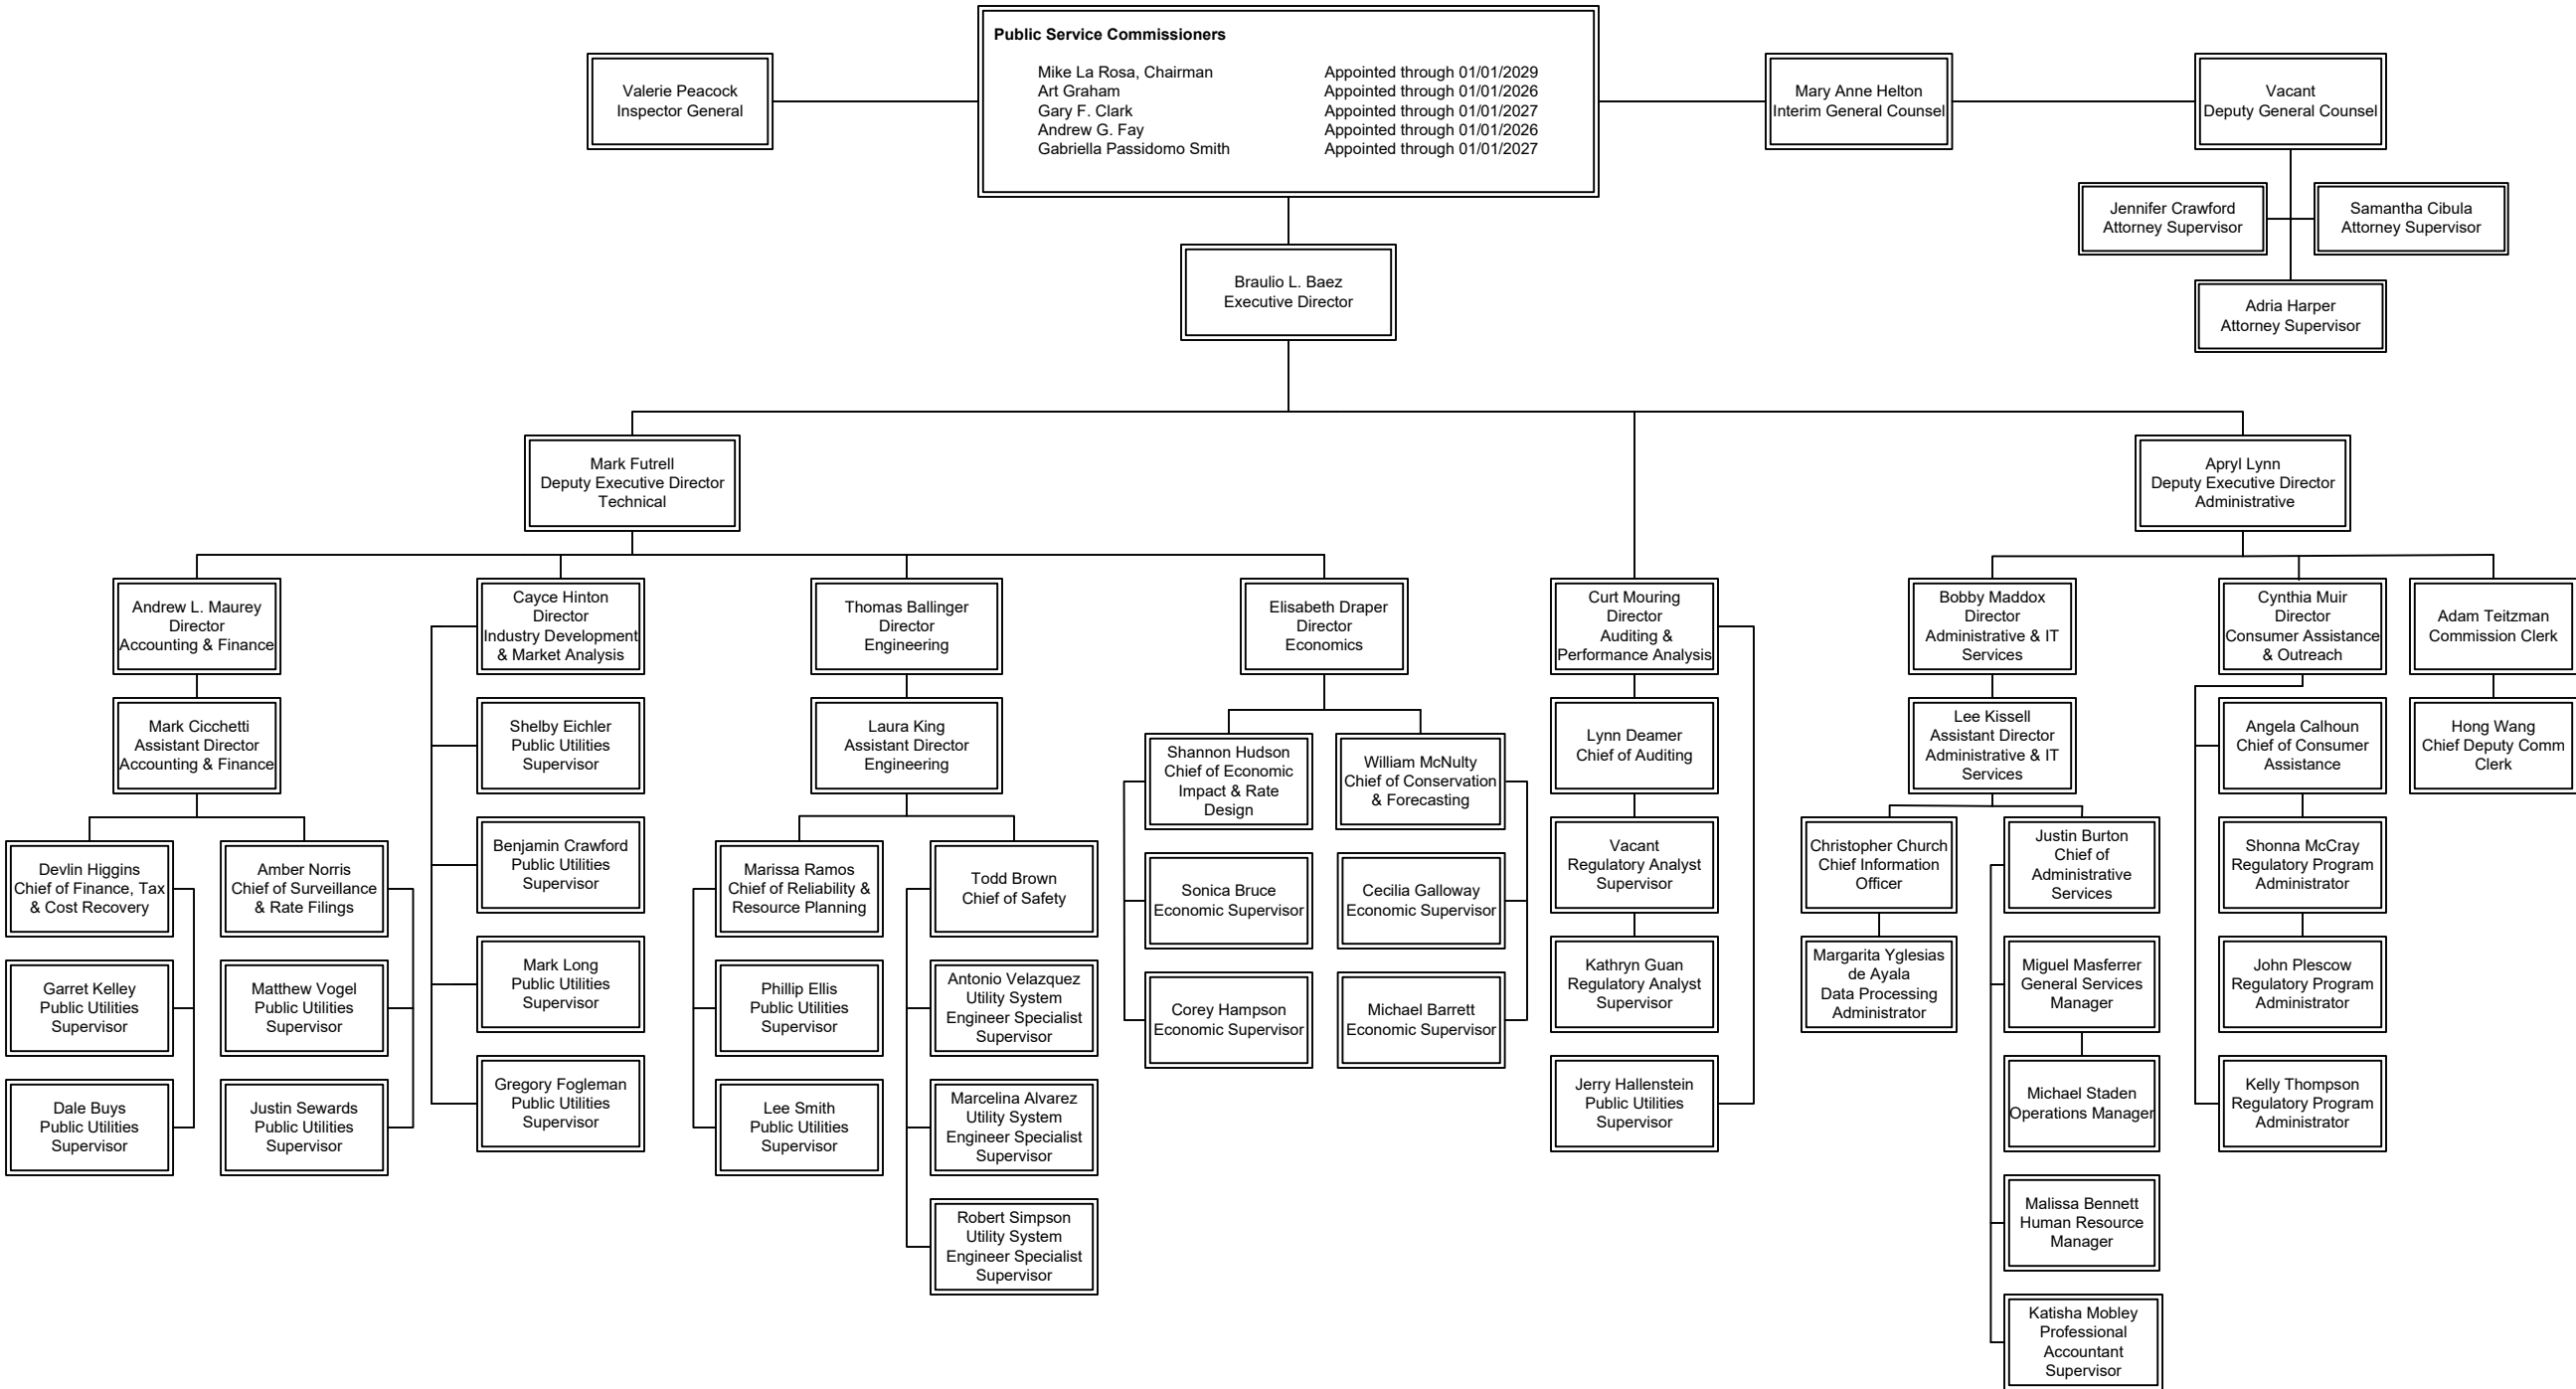 Public Service Commissioners
Mike La Rosa, Chairman Appointed through 01/01/2029
Art Graham Appointed through 01/01/2026
Gary F. Clark Appointed through 01/01/2027
Andrew G. Fay Appointed through 01/01/2026
Gabriella Passidomo Smith Appointed through 01/01/2027
Valerie Peacock
Inspector General
Mary Anne Helton
Interim General Counsel
Vacant
Deputy General Counsel
Jennifer Crawford
Attorney Supervisor
Samantha Cibula
Attorney Supervisor
Adria Harper
Attorney Supervisor
Braulio L. Baez
Executive Director
Mark Futrell
Deputy Executive Director
Technical
Apryl Lynn
Deputy Executive Director
Administrative
Andrew L. Maurey
Director
Accounting & Finance
Mark Cicchetti
Assistant Director
Accounting & Finance
Devlin Higgins
Chief of Finance, Tax
& Cost Recovery
Garret Kelley
Public Utilities
Supervisor
Dale Buys
Public Utilities
Supervisor
Amber Norris
Chief of Surveillance
& Rate Filings
Matthew Vogel
Public Utilities
Supervisor
Justin Sewards
Public Utilities
Supervisor
Cayce Hinton
Director
Industry Development
& Market Analysis
Shelby Eichler
Public Utilities
Supervisor
Benjamin Crawford
Public Utilities
Supervisor
Mark Long
Public Utilities
Supervisor
Gregory Fogleman
Public Utilities
Supervisor
Thomas Ballinger
Director
Engineering
Laura King
Assistant Director
Engineering
Marissa Ramos
Chief of Reliability &
Resource Planning
Phillip Ellis
Public Utilities
Supervisor
Lee Smith
Public Utilities
Supervisor
Todd Brown
Chief of Safety
Antonio Velazquez
Utility System
Engineer Specialist
Supervisor
Marcelina Alvarez
Utility System
Engineer Specialist
Supervisor
Robert Simpson
Utility System
Engineer Specialist
Supervisor
Elisabeth Draper
Director
Economics
Shannon Hudson
Chief of Economic
Impact & Rate
Design
Sonica Bruce
Economic Supervisor
Corey Hampson
Economic Supervisor
William McNulty
Chief of Conservation
& Forecasting
Cecilia Galloway
Economic Supervisor
Michael Barrett
Economic Supervisor
Curt Mouring
Director
Auditing &
Performance Analysis
Lynn Deamer
Chief of Auditing
Vacant
Regulatory Analyst
Supervisor
Kathryn Guan
Regulatory Analyst
Supervisor
Jerry Hallenstein
Public Utilities
Supervisor
Bobby Maddox
Director
Administrative & IT
Services
Lee Kissell
Assistant Director
Administrative & IT
Services
Christopher Church
Chief Information
Officer
Margarita Yglesias
de Ayala
Data Processing
Administrator
Justin Burton
Chief of
Administrative
Services
Miguel Masferrer
General Services
Manager
Michael Staden
Operations Manager
Malissa Bennett
Human Resource
Manager
Katisha Mobley
Professional
Accountant
Supervisor
Cynthia Muir
Director
Consumer Assistance
& Outreach
Angela Calhoun
Chief of Consumer
Assistance
Shonna McCray
Regulatory Program
Administrator
John Plescow
Regulatory Program
Administrator
Kelly Thompson
Regulatory Program
Administrator
Adam Teitzman
Commission Clerk
Hong Wang
Chief Deputy Comm
Clerk